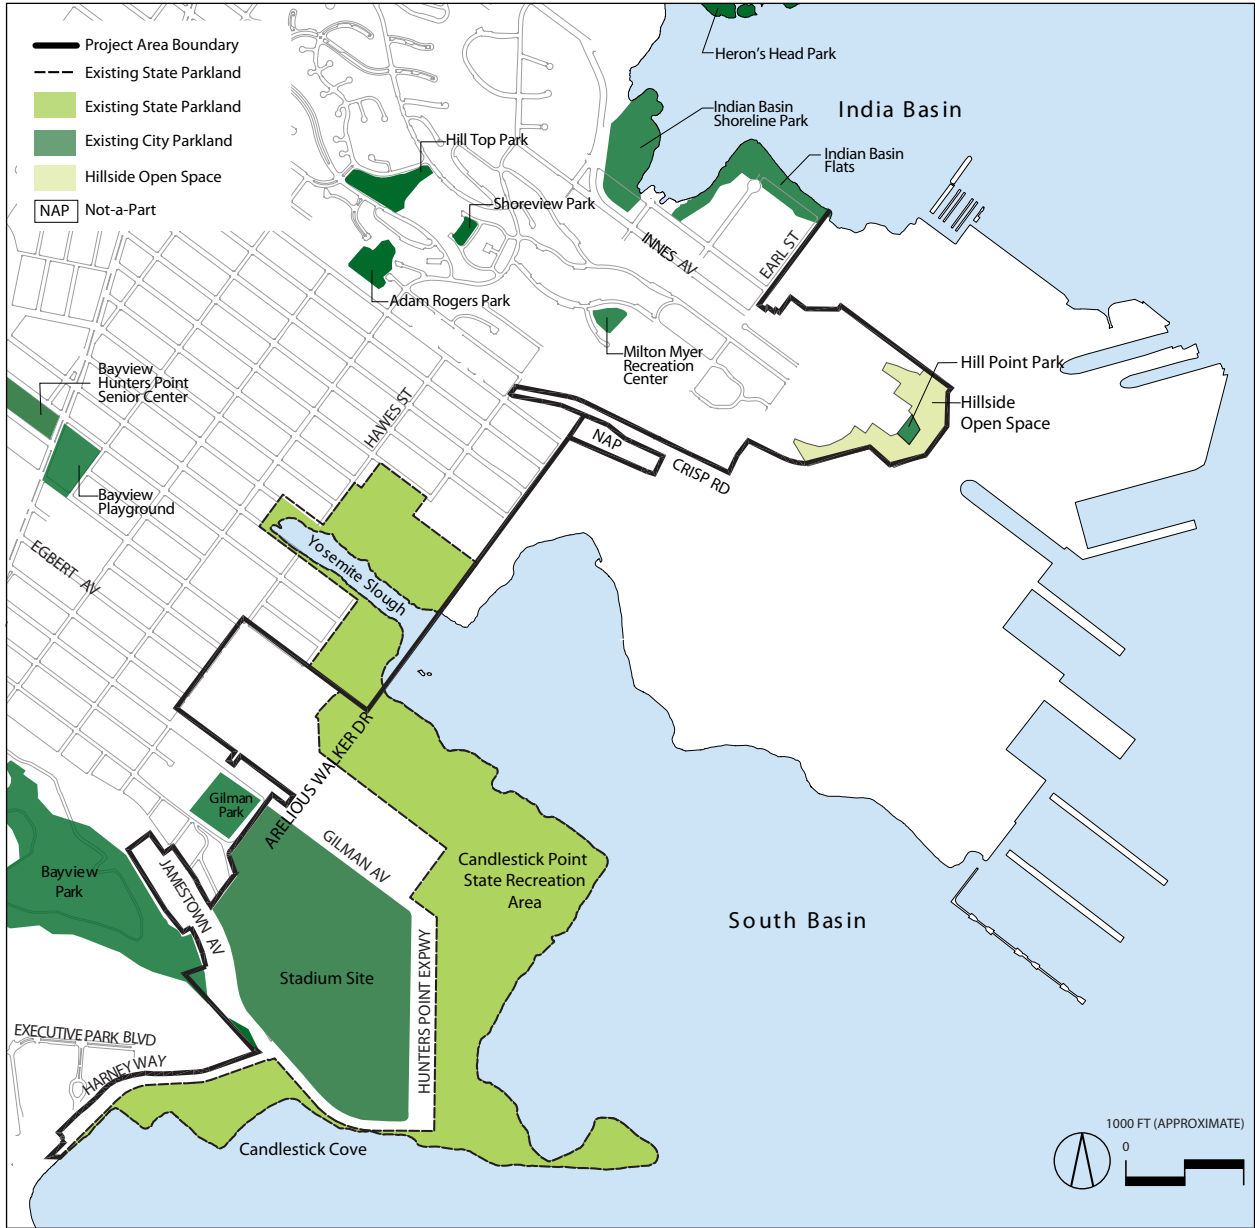 Project Area Boundary
Existing State Parkland
Existing State Parkland
Existing City Parkland
Hillside Open Space
NAP
Not-a-Part
Heron's Head Park
Indian Basin
Shoreline Park
India Basin
Hill Top Park
Indian Basin
Flats
Shoreview Park
INNES AV
EARL ST
Adam Rogers Park
Milton Myer
Recreation
Center
Hill Point Park
Hillside
Open Space
Bayview
Hunters Point
Senior Center
HAWES ST
NAP
CRISP RD
Bayview
Playground
EGBERT AV
Yosemite Slough
ARELIOUS WALKER DR
Gilman
Park
GILMAN AV
Candlestick Point
State Recreation
Area
Bayview
Park
JAMESTOWN AV
South Basin
Stadium Site
HUNTERS POINT EXPWY
EXECUTIVE PARK BLVD
HARNEY WAY
Candlestick Cove
1000 FT (APPROXIMATE)
0